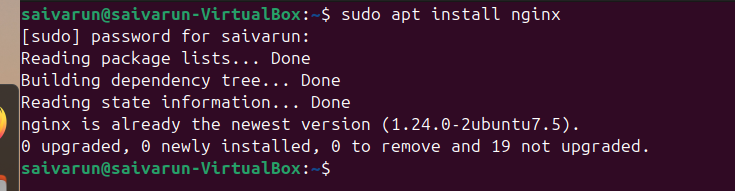 saivarun@saivarun-VirtualBox:~$ sudo apt install nginx
[sudo] password for saivarun:
Reading package lists... Done
Building dependency tree... Done
Reading state information... Done
nginx is already the newest version (1.24.0-2ubuntu7.5).
0 upgraded, 0 newly installed, 0 to remove and 19 not upgraded.
saivarun@saivarun-VirtualBox:~$